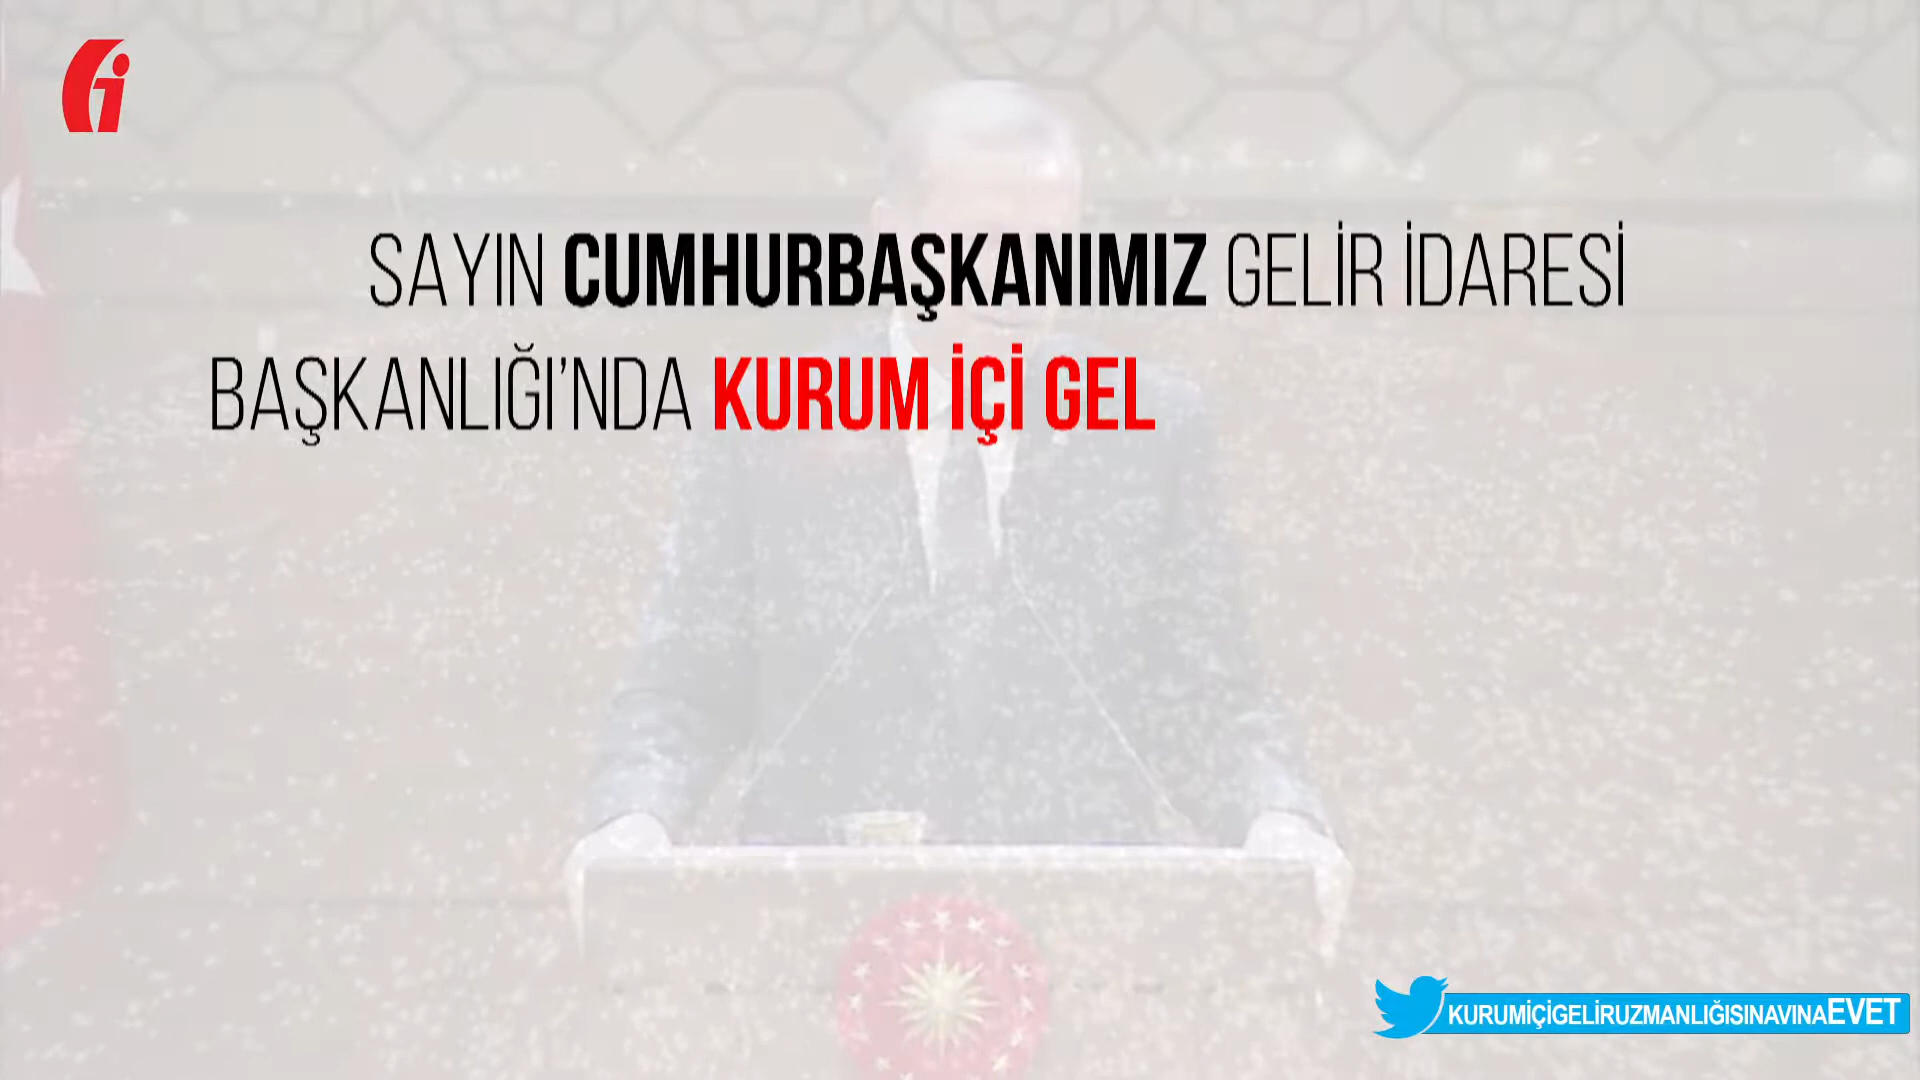 SAYIN CUMHURBAŞKANIMIZ GELİR İDARESİ
BAŞKANLIĞI'NDA KURUM İÇİ GEL
KURUMİÇİGELİRUZMANLIĞISINAVINAEVET